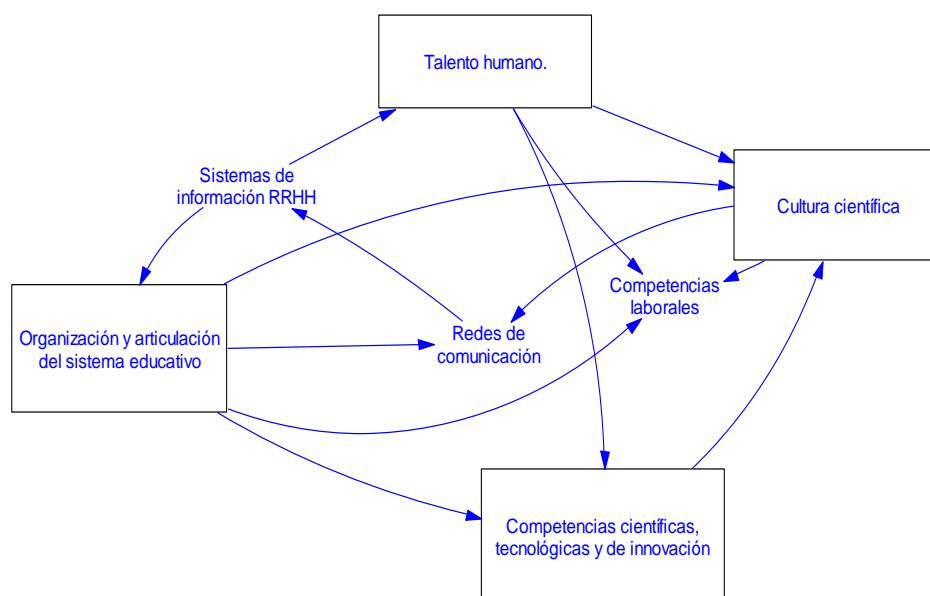 Talento humano.
Sistemas de
información RRHH
Cultura científica
Competencias
laborales
Organización y articulación
del sistema educativo
Redes de
comunicación
Competencias científicas,
tecnológicas y de innovación